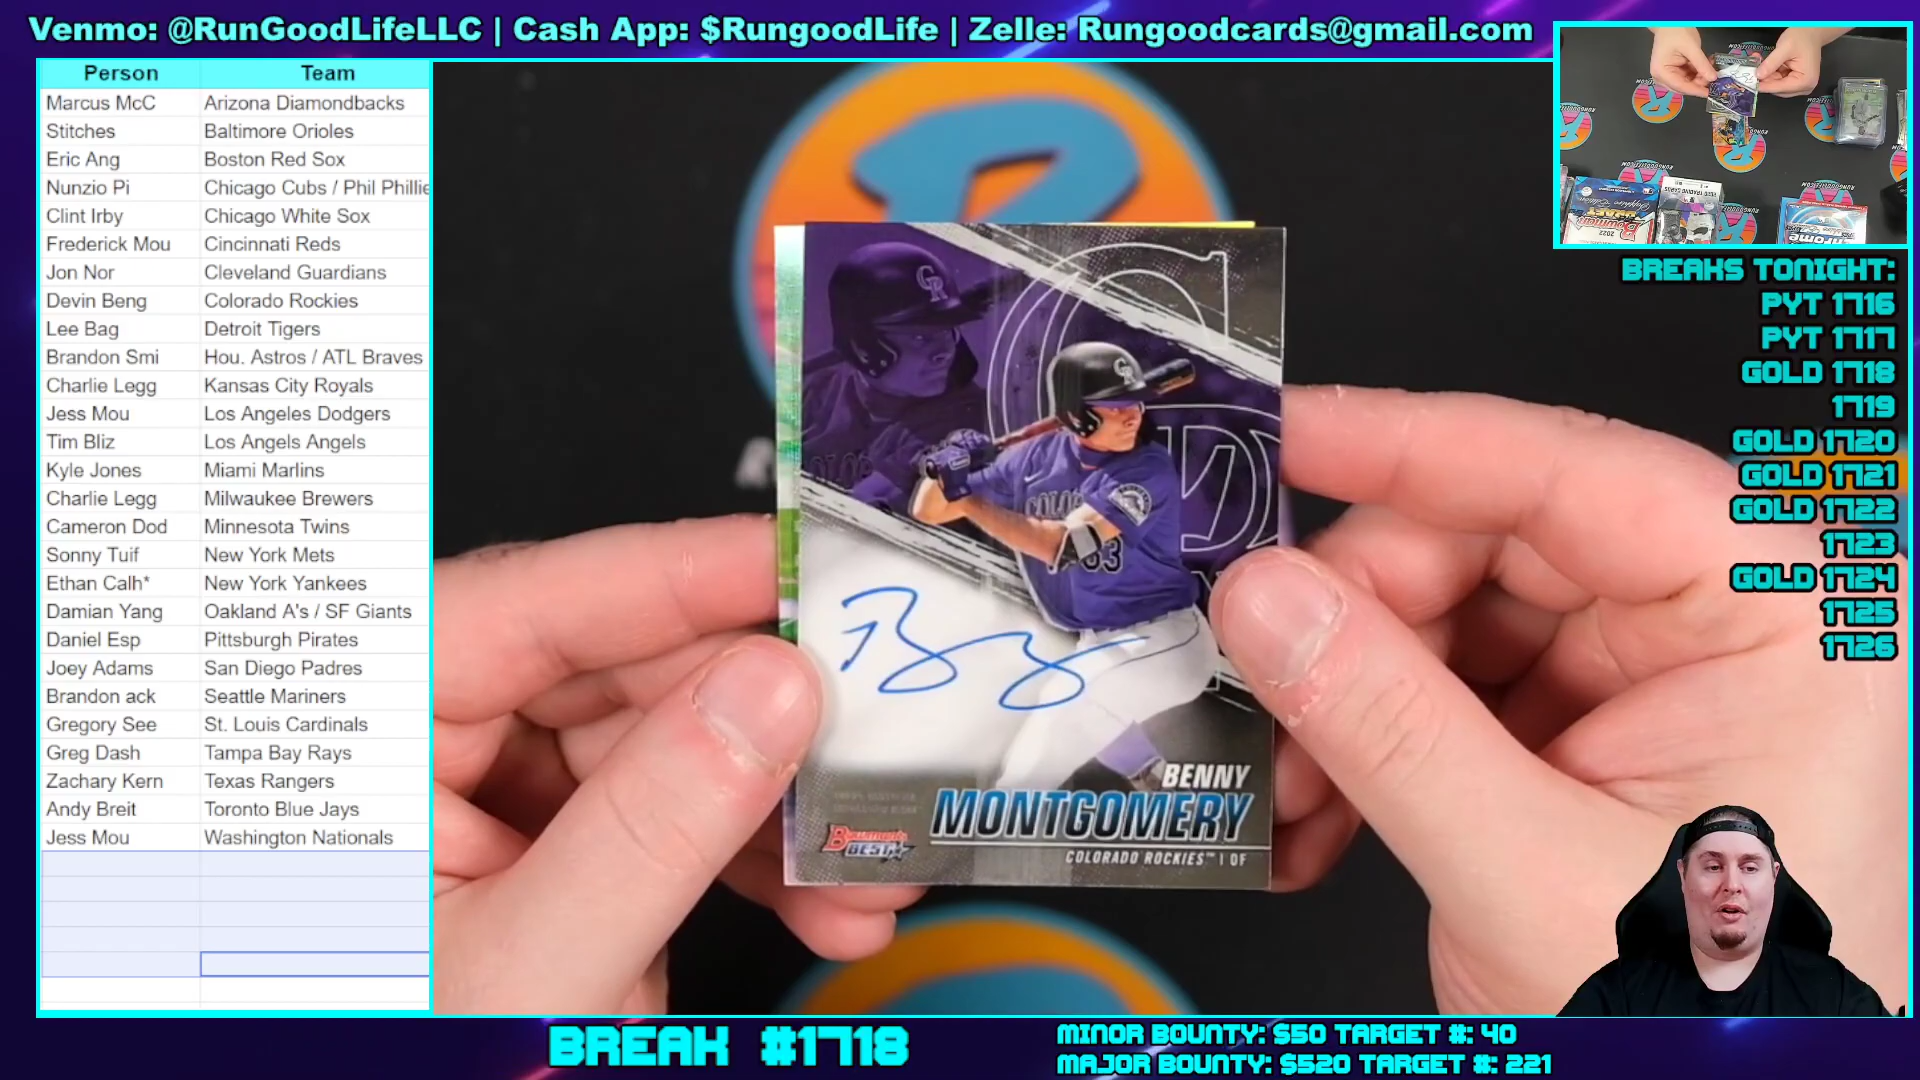 Venmo: @RunGoodLifeLLC | Cash App: $RungoodLife | Zelle: Rungoodcards@gmail.com
Person Team
Marcus McC Arizona Diamondbacks
Stitches Baltimore Orioles
Eric Ang Boston Red Sox
Nunzio Pi Chicago Cubs / Phil Phillie
Clint Irby Chicago White Sox
Frederick Mou Cincinnati Reds
Jon Nor Cleveland Guardians
Devin Beng Colorado Rockies
Lee Bag Detroit Tigers
Brandon Smi Hou. Astros / ATL Braves
Charlie Legg Kansas City Royals
Jess Mou Los Angeles Dodgers
Tim Bliz Los Angels Angels
Kyle Jones Miami Marlins
Charlie Legg Milwaukee Brewers
Cameron Dod Minnesota Twins
Sonny Tuif New York Mets
Ethan Calh* New York Yankees
Damian Yang Oakland A's / SF Giants
Daniel Esp Pittsburgh Pirates
Joey Adams San Diego Padres
Brandon ack Seattle Mariners
Gregory See St. Louis Cardinals
Greg Dash Tampa Bay Rays
Zachary Kern Texas Rangers
Andy Breit Toronto Blue Jays
Jess Mou Washington Nationals
CR
CR
63
BENNY
MONTGOMERY
COLORADO ROCKIES™ | OF
Bowman's
BEST
BREAKS TONIGHT:
PYT 1716
PYT 1717
GOLD 1718
1719
GOLD 1720
GOLD 1721
GOLD 1722
1723
GOLD 1724
1725
1726
BREAK #1718
MINOR BOUNTY: $50 TARGET #: 40
MAJOR BOUNTY: $520 TARGET #: 221